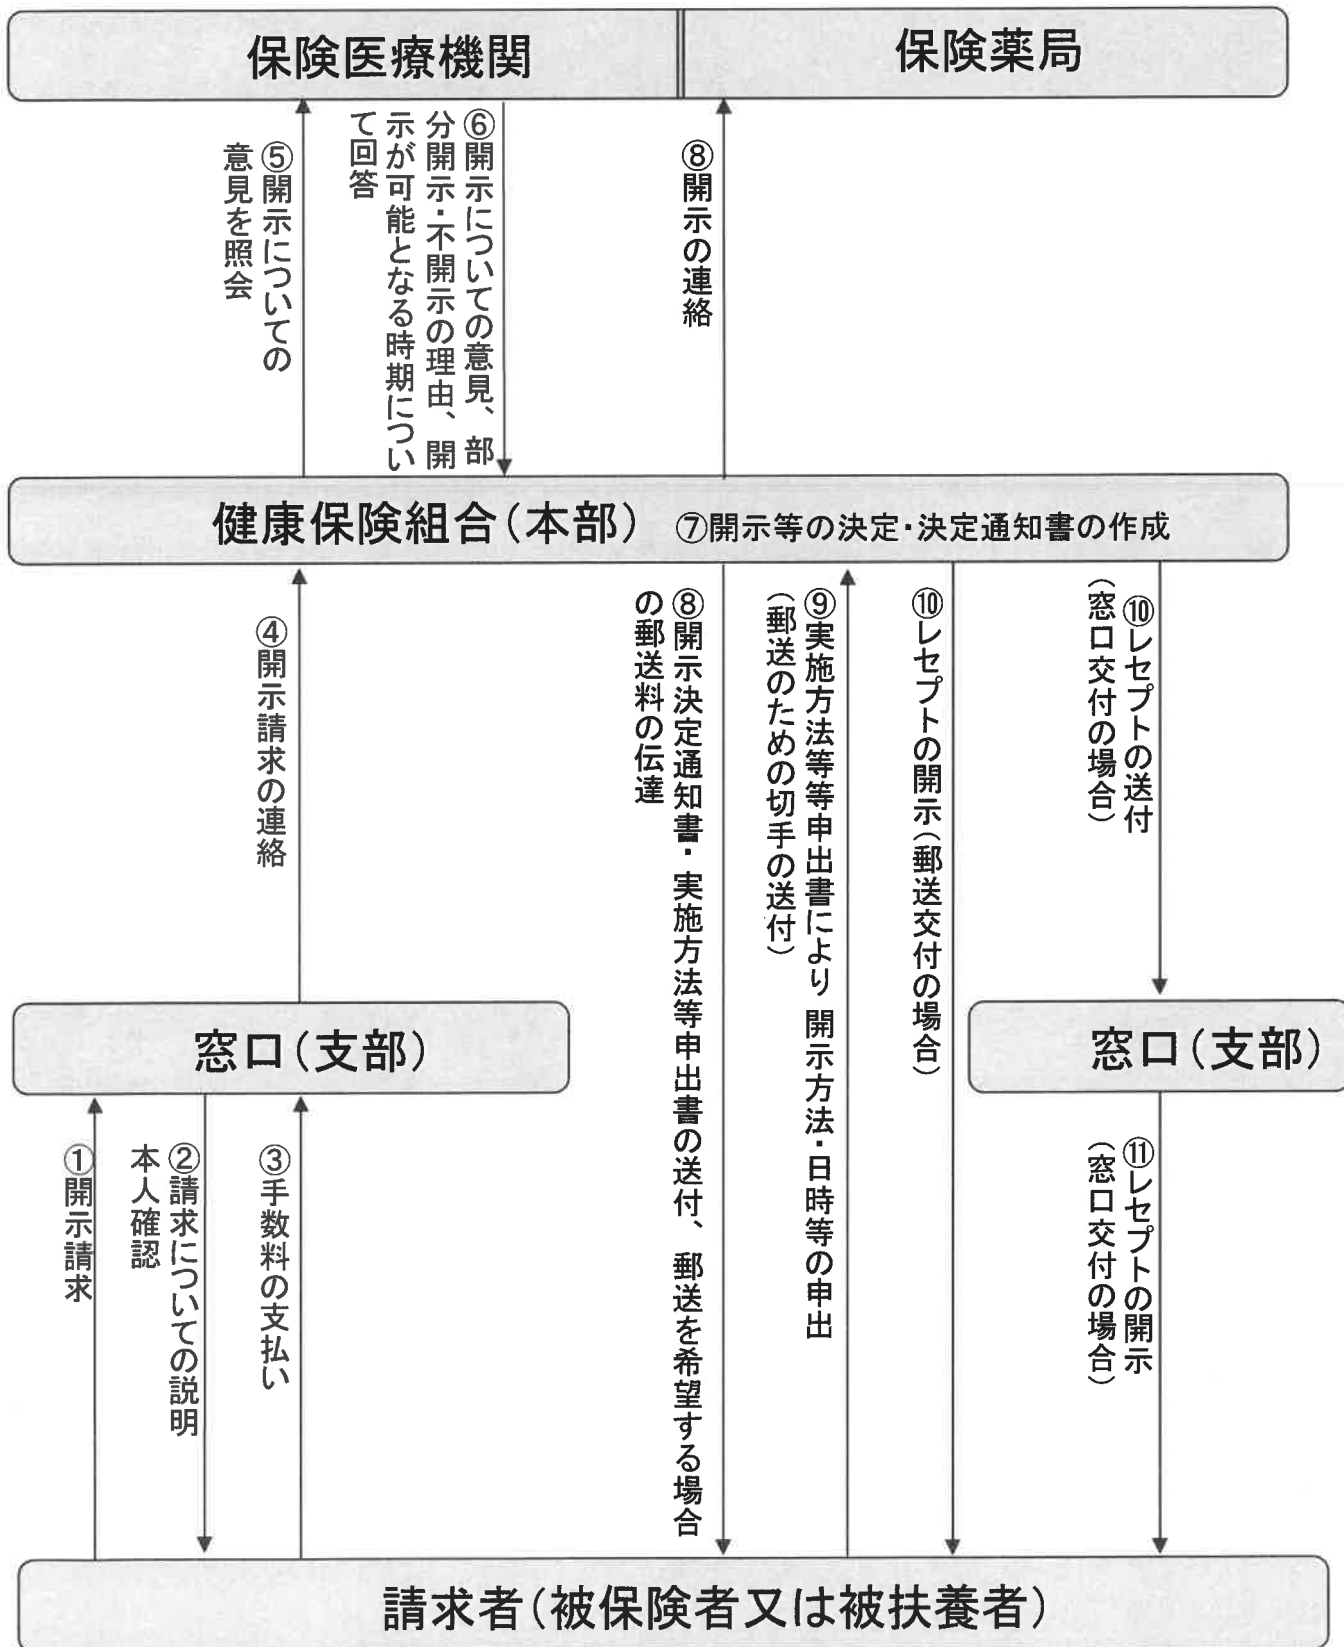 保険医療機関
保険薬局
⑤開示についての
意見を照会
⑥開示についての意見、部
分開示・不開示の理由、開
示が可能となる時期につい
て回答
⑧開示の連絡
健康保険組合(本部) ⑦開示等の決定・決定通知書の作成
④開示請求の連絡
⑧開示決定通知書・実施方法等申出書の送付、郵送を希望する場合
の郵送料の伝達
⑨実施方法等等申出書により 開示方法・日時等の申出
(郵送のための切手の送付)
⑩レセプトの開示(郵送交付の場合)
⑩レセプトの送付
(窓口交付の場合)
窓口(支部)
窓口(支部)
①開示請求
②請求についての説明
本人確認
③手数料の支払い
⑪レセプトの開示
(窓口交付の場合)
請求者(被保険者又は被扶養者)